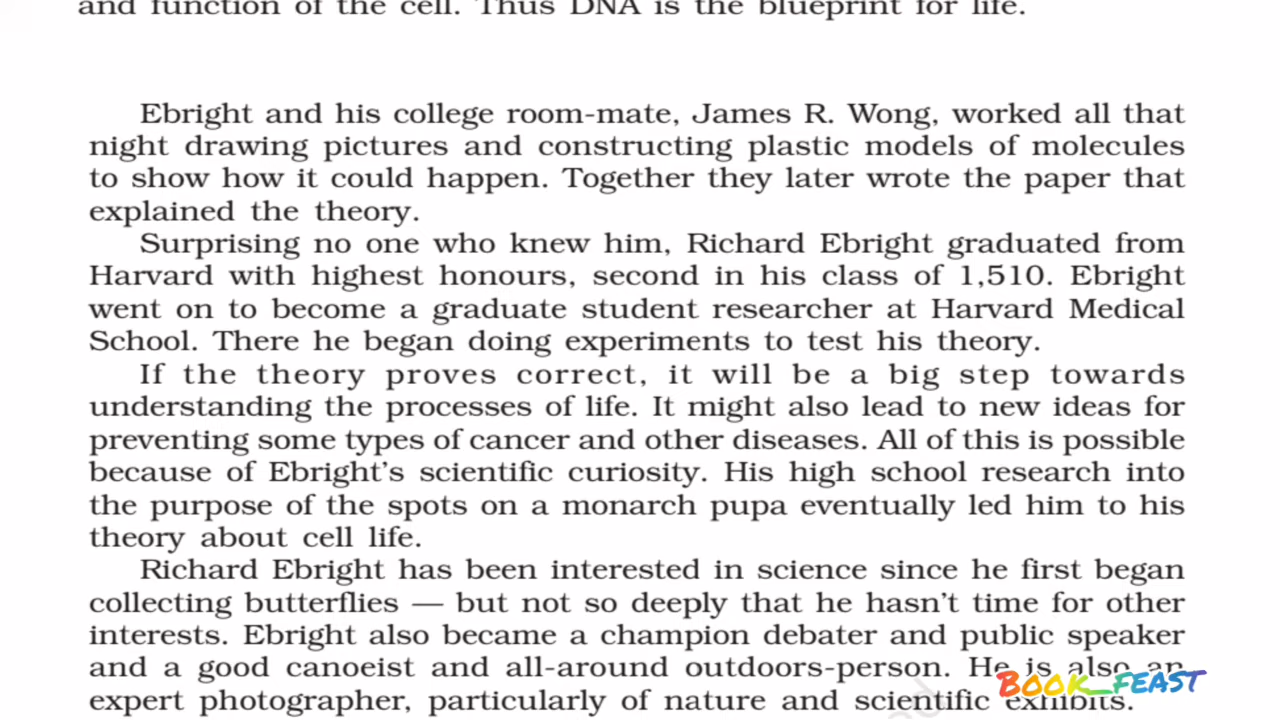 and function of the cell. Thus DNA is the blueprint for life.
Ebright and his college room-mate, James R. Wong, worked all that
night drawing pictures and constructing plastic models of molecules
to show how it could happen. Together they later wrote the paper that
explained the theory.
Surprising no one who knew him, Richard Ebright graduated from
Harvard with highest honours, second in his class of 1,510. Ebright
went on to become a graduate student researcher at Harvard Medical
School. There he began doing experiments to test his theory.
If the theory proves correct, it will be a big step towards
understanding the processes of life. It might also lead to new ideas for
preventing some types of cancer and other diseases. All of this is possible
because of Ebright's scientific curiosity. His high school research into
the purpose of the spots on a monarch pupa eventually led him to his
theory about cell life.
Richard Ebright has been interested in science since he first began
collecting butterflies — but not so deeply that he hasn't time for other
interests. Ebright also became a champion debater and public speaker
and a good canoeist and all-around outdoors-person. He is also an
expert photographer, particularly of nature and scientific exhibits.
BOOK_FEAST